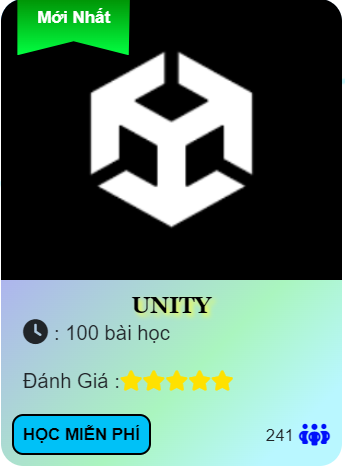 Mới Nhất
UNITY
: 100 bài học
Đánh Giá :
HỌC MIỄN PHÍ
241